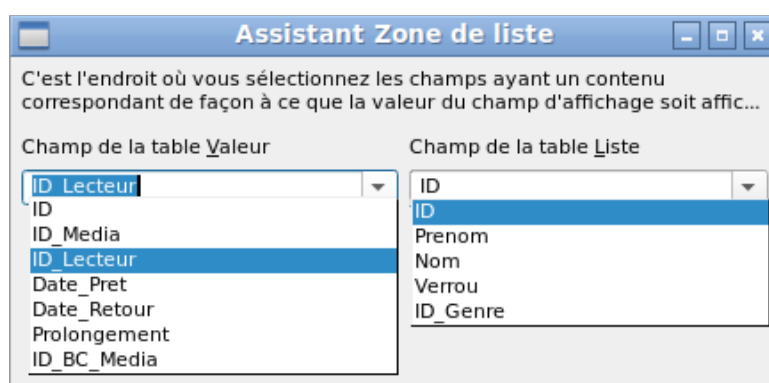 Assistant Zone de liste
C'est l'endroit où vous sélectionnez les champs ayant un contenu
correspondant de façon à ce que la valeur du champ d'affichage soit affic...
Champ de la table Valeur
ID_Lecteur
ID
ID_Media
ID_Lecteur
Date_Pret
Date_Retour
Prolongement
ID_BC_Media
Champ de la table Liste
ID
ID
Prenom
Nom
Verrou
ID_Genre